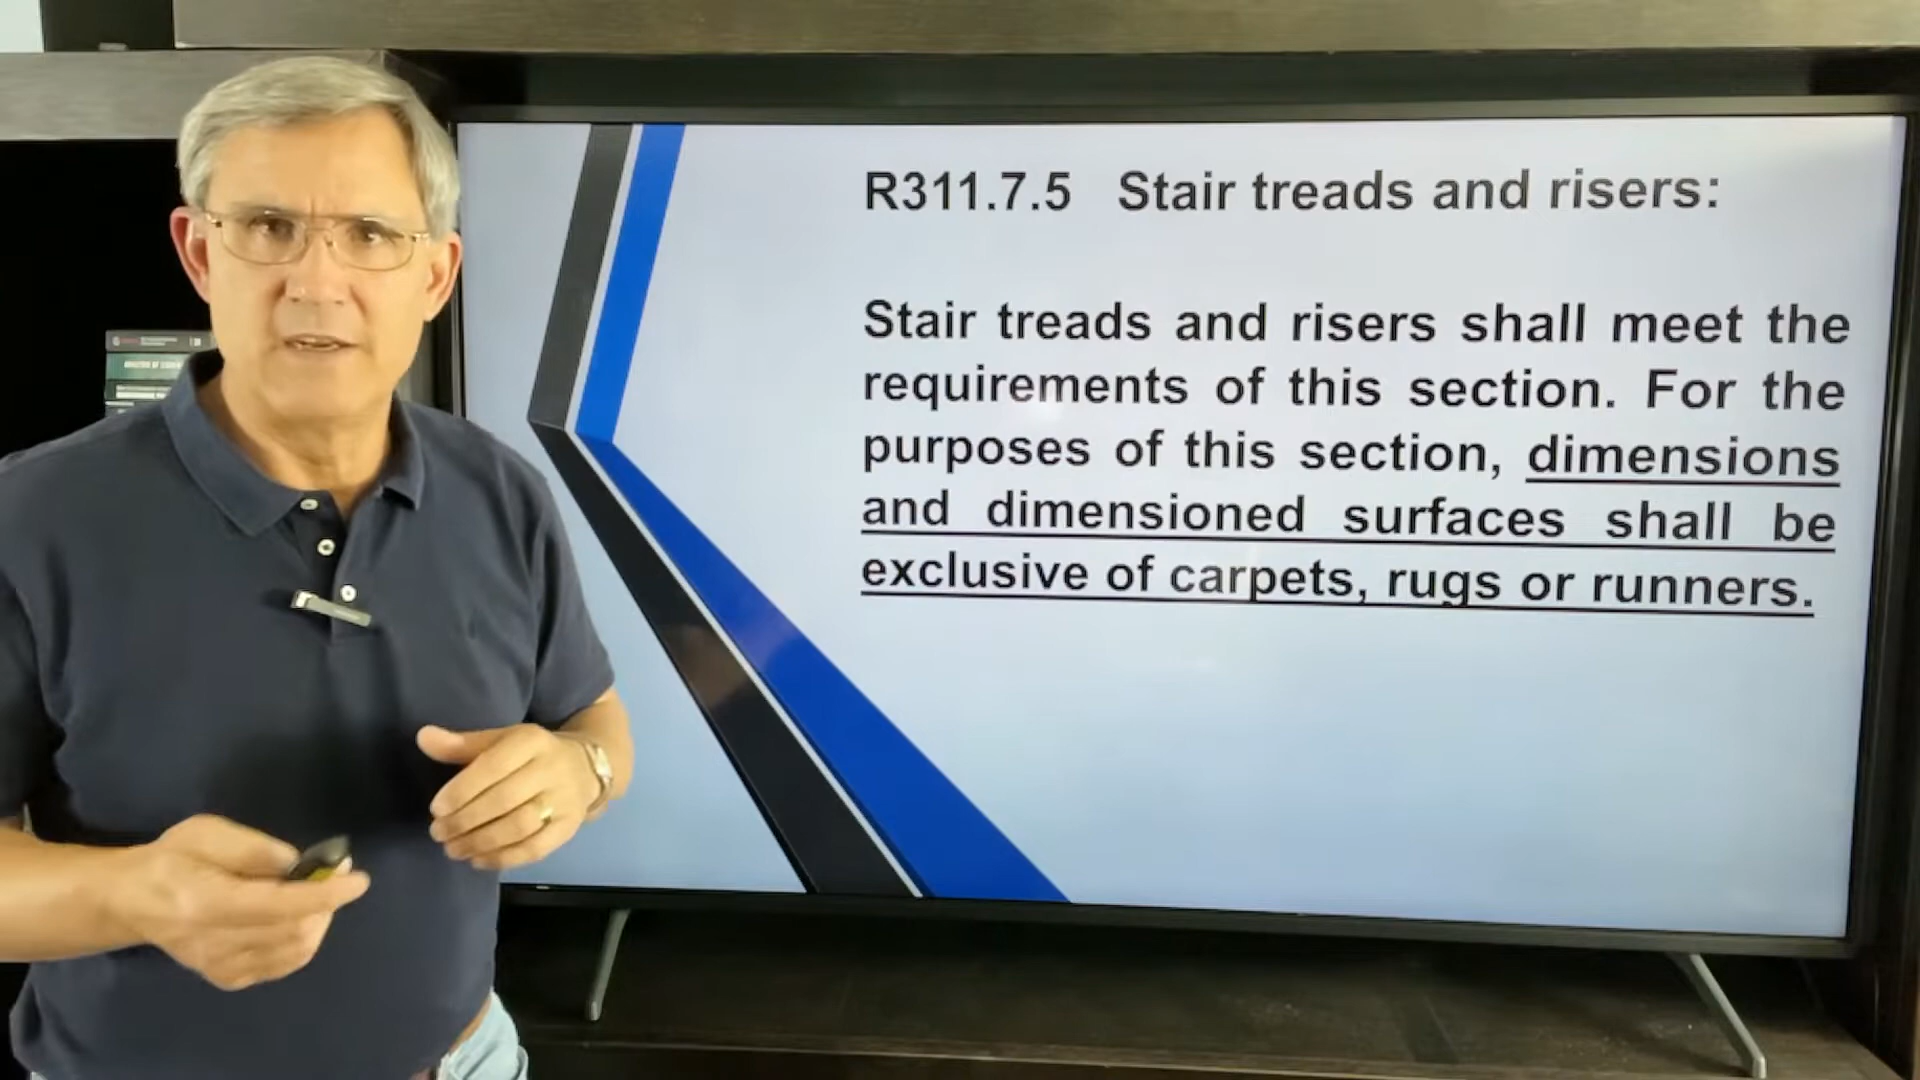 R311.7.5 Stair treads and risers:
Stair treads and risers shall meet the
requirements of this section. For the
purposes of this section, dimensions
and dimensioned surfaces shall be
exclusive of carpets, rugs or runners.